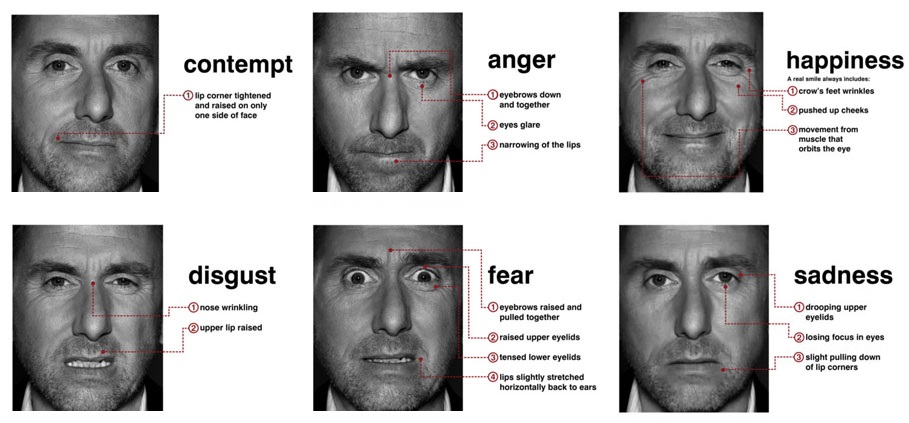 contempt
1 lip corner tightened
and raised on only
one side of face
anger
1 eyebrows down
and together
2 eyes glare
3 narrowing of the lips
happiness
A real smile always includes:
1 crow's feet wrinkles
2 pushed up cheeks
3 movement from
muscle that
orbits the eye
disgust
1 nose wrinkling
2 upper lip raised
fear
1 eyebrows raised and
pulled together
2 raised upper eyelids
3 tensed lower eyelids
4 lips slightly stretched
horizontally back to ears
sadness
1 drooping upper
eyelids
2 losing focus in eyes
3 slight pulling down
of lip corners